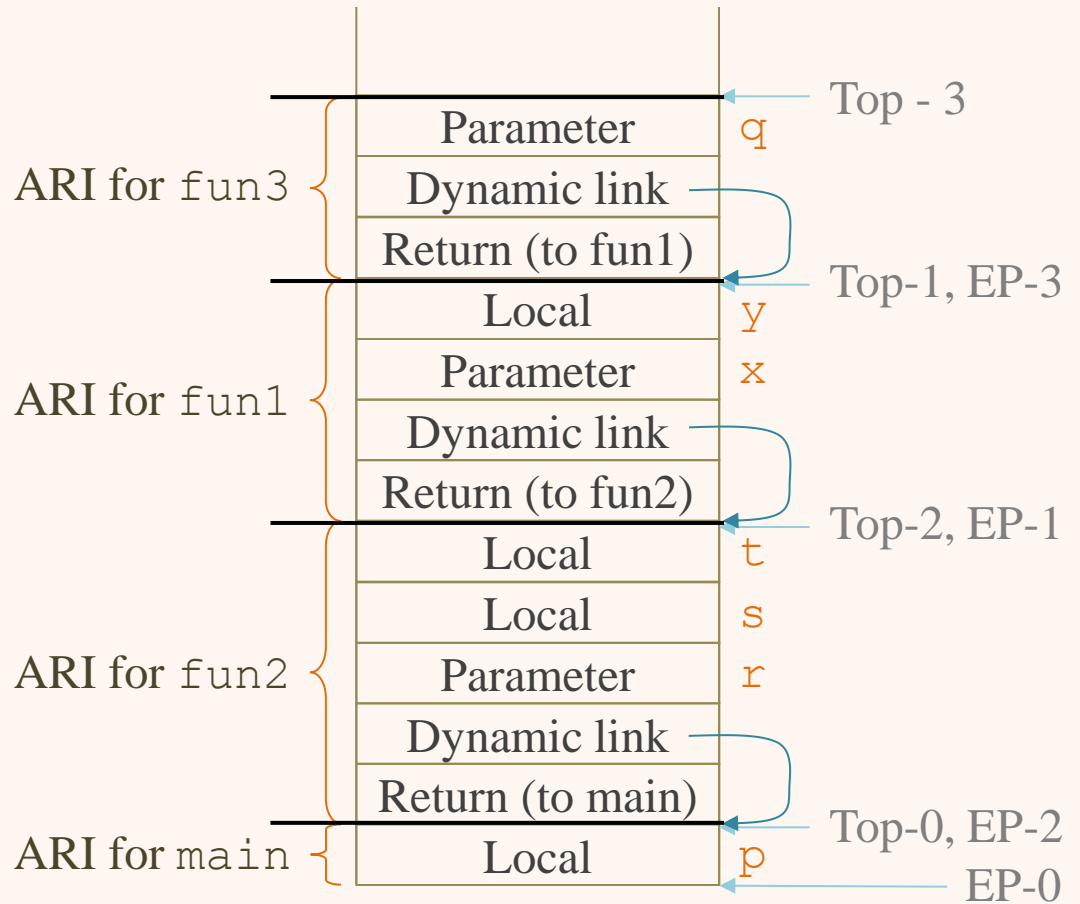 Top - 3
Parameter q
ARI for fun3 Dynamic link
Return (to fun1)
Top-1, EP-3
Local y
Parameter x
ARI for fun1
Dynamic link
Return (to fun2)
Top-2, EP-1
Local t
Local s
ARI for fun2 Parameter r
Dynamic link
Return (to main)
Top-0, EP-2
ARI for main Local p
EP-0